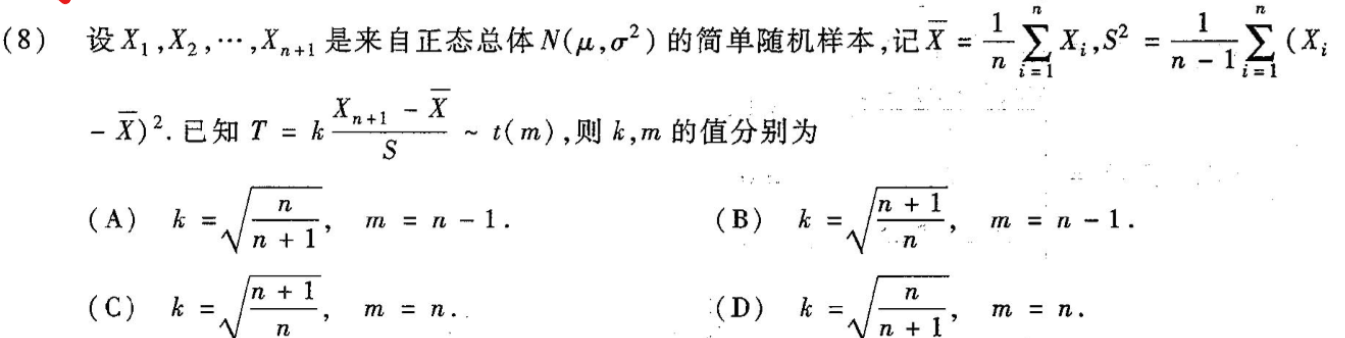 (8) 设 $X_1, X_2, \cdots, X_{n+1}$ 是来自正态总体 $N(\mu, \sigma^2)$ 的简单随机样本,记 $\overline{X} = \frac{1}{n}\sum_{i=1}^{n} X_i, S^2 = \frac{1}{n-1}\sum_{i=1}^{n}(X_i$
$- \overline{X})^2$. 已知 $T = k\frac{X_{n+1} - \overline{X}}{S} \sim t(m)$,则 $k, m$ 的值分别为
(A) $k = \sqrt{\frac{n}{n+1}}, m = n - 1.$ (B) $k = \sqrt{\frac{n+1}{n}}, m = n - 1.$
(C) $k = \sqrt{\frac{n+1}{n}}, m = n.$ (D) $k = \sqrt{\frac{n}{n+1}}, m = n.$